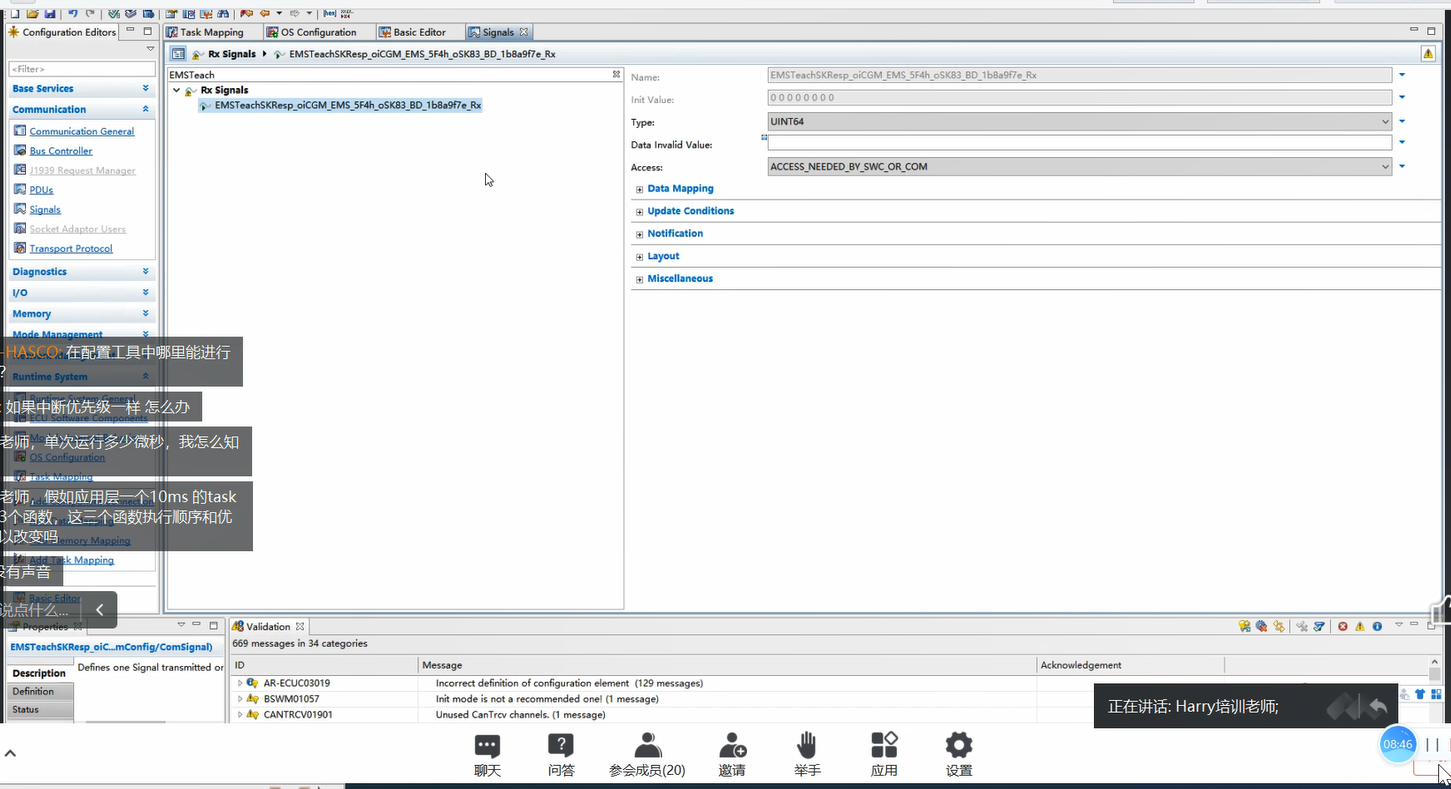 Configuration Editors
Task Mapping
OS Configuration
Basic Editor
Signals
Rx Signals
EMSTeachSKResp_oiCGM_EMS_5F4h_oSK83_BD_1b8a9f7e_Rx
<Filter>
Base Services
Communication
Communication General
Bus Controller
J1939 Request Manager
PDUs
Signals
Socket Adaptor Users
Transport Protocol
Diagnostics
I/O
Memory
Mode Management
Runtime System
Runtime System General
ECU Software Components
OS Configuration
Task Mapping
Memory Mapping
Add Task Mapping
Basic Editor
-HASCO: 在配置工具中哪里能进行
?
: 如果中断优先级一样 怎么办
老师，单次运行多少微秒，我怎么知
老师，假如应用层一个10ms 的task
3个函数，这三个函数执行顺序和优
以改变吗
没有声音
说点什么...
EMSTeach
Rx Signals
EMSTeachSKResp_oiCGM_EMS_5F4h_oSK83_BD_1b8a9f7e_Rx
Name:
EMSTeachSKResp_oiCGM_EMS_5F4h_oSK83_BD_1b8a9f7e_Rx
Init Value:
0 0 0 0 0 0 0 0
Type:
UINT64
Data Invalid Value:
Access:
ACCESS_NEEDED_BY_SWC_OR_COM
Data Mapping
Update Conditions
Notification
Layout
Miscellaneous
Properties
EMSTeachSKResp_oiC...mConfig/ComSignal)
Description
Defines one Signal transmitted or
Definition
Status
Validation
669 messages in 34 categories
ID
Message
Acknowledgement
AR-ECUC03019
Incorrect definition of configuration element (129 messages)
BSWM01057
Init mode is not a recommended one! (1 message)
CANTRCV01901
Unused CanTrcv channels. (1 message)
正在讲话: Harry培训老师;
08:46
聊天
问答
参会成员(20)
邀请
举手
应用
设置